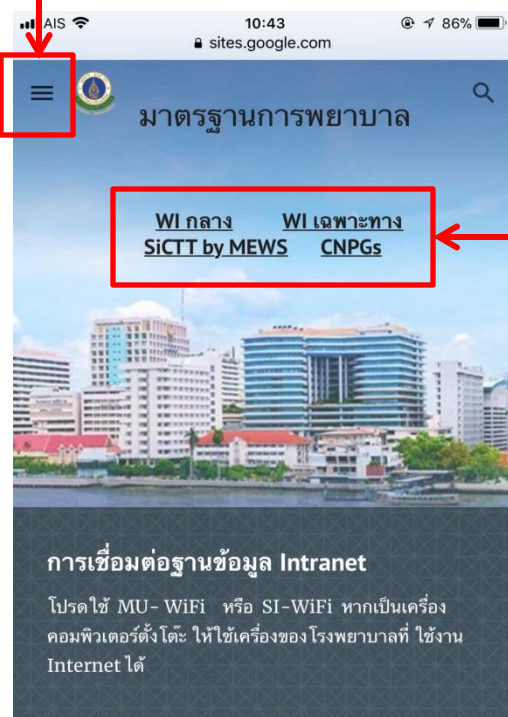 AIS 10:43 86%
sites.google.com
มาตรฐานการพยาบาล
WI กลาง WI เฉพาะทาง
SiCTT by MEWS CNPGs
การเชื่อมต่อฐานข้อมูล Intranet
โปรดใช้ MU- WiFi หรือ SI-WiFi หากเป็นเครื่อง
คอมพิวเตอร์ตั้งโต๊ะ ให้ใช้เครื่องของโรงพยาบาลที่ ใช้งาน
Internet ได้